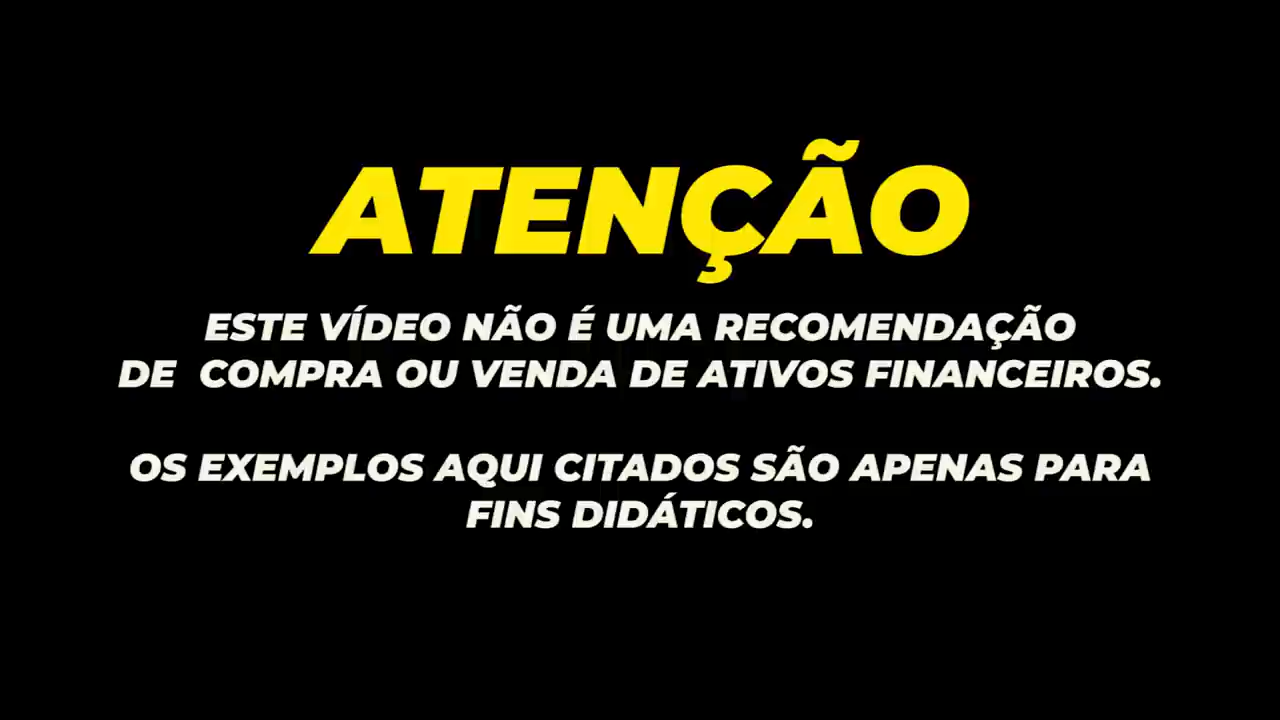 ATENÇÃO
ESTE VÍDEO NÃO É UMA RECOMENDAÇÃO
DE COMPRA OU VENDA DE ATIVOS FINANCEIROS.
OS EXEMPLOS AQUI CITADOS SÃO APENAS PARA
FINS DIDÁTICOS.